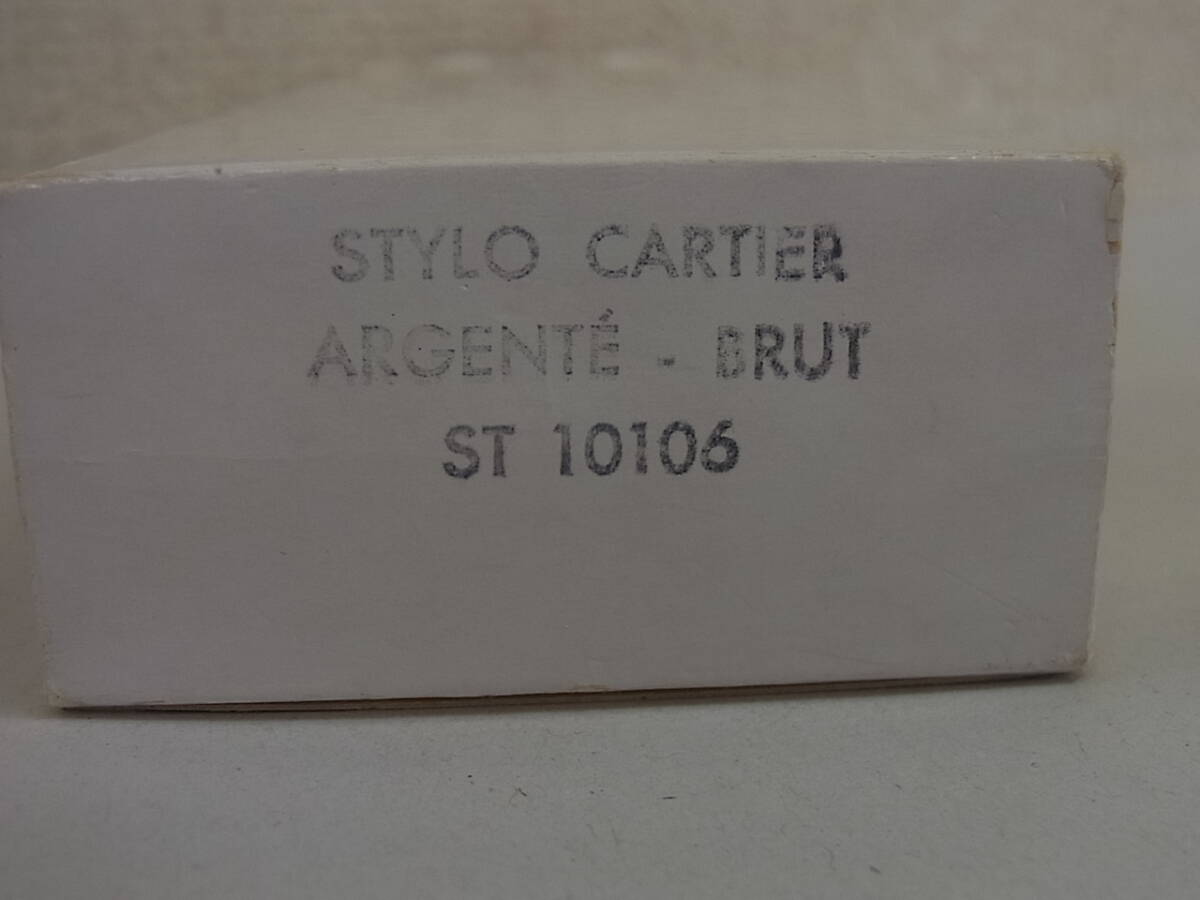 STYLO CARTIER
ARGENTÉ - BRUT
ST 10106